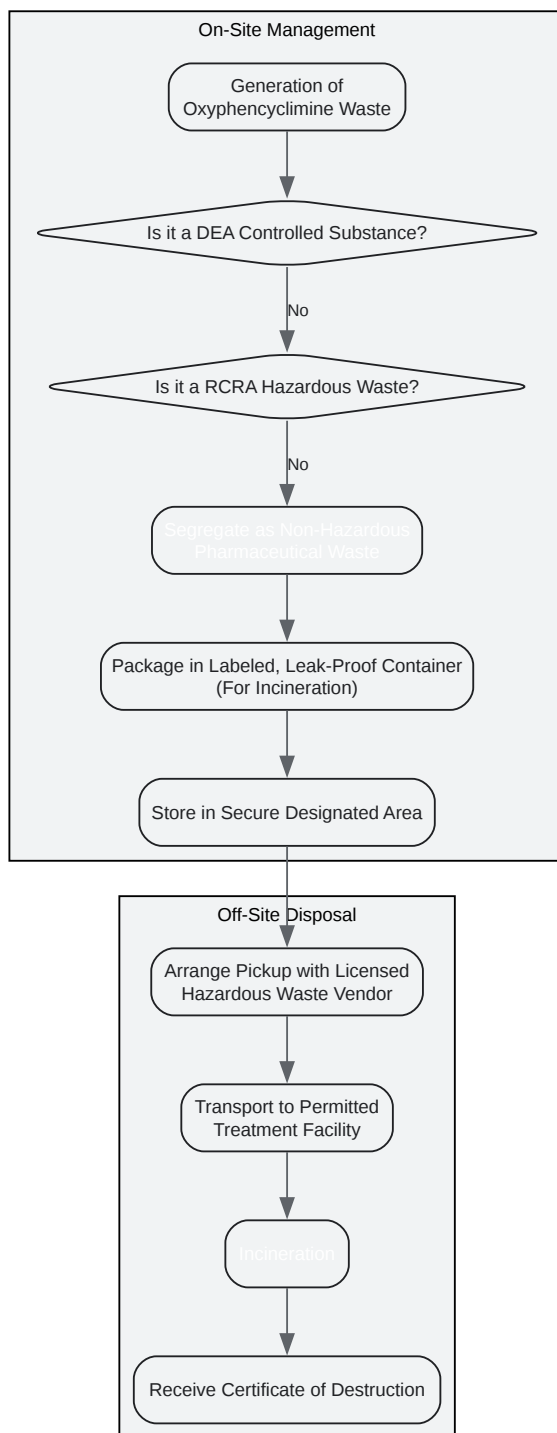 On-Site Management
Generation of
Oxyphencyclimine Waste
Is it a DEA Controlled Substance?
No
Is it a RCRA Hazardous Waste?
No
Segregate as Non-Hazardous
Pharmaceutical Waste
Package in Labeled, Leak-Proof Container
(For Incineration)
Store in Secure Designated Area
Off-Site Disposal
Arrange Pickup with Licensed
Hazardous Waste Vendor
Transport to Permitted
Treatment Facility
Incineration
Receive Certificate of Destruction